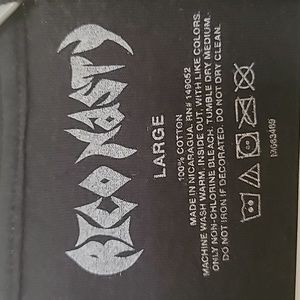 RICO NASTY
LARGE
100% COTTON
MADE IN NICARAGUA. RN# 149052
MACHINE WASH WARM, INSIDE OUT, WITH LIKE COLORS.
ONLY NON-CHLORINE BLEACH. TUMBLE DRY MEDIUM.
DO NOT IRON IF DECORATED. DO NOT DRY CLEAN.